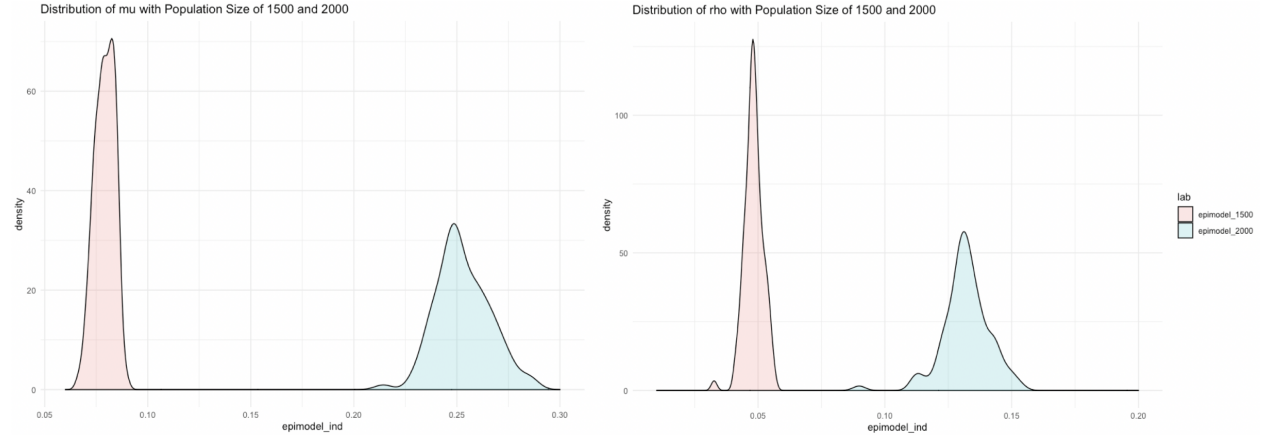 Distribution of mu with Population Size of 1500 and 2000
60
40
20
0
density
0.05 0.10 0.15 0.20 0.25 0.30
epimodel_ind
Distribution of rho with Population Size of 1500 and 2000
100
50
0
density
0.05 0.10 0.15 0.20
epimodel_ind
lab
epimodel_1500
epimodel_2000